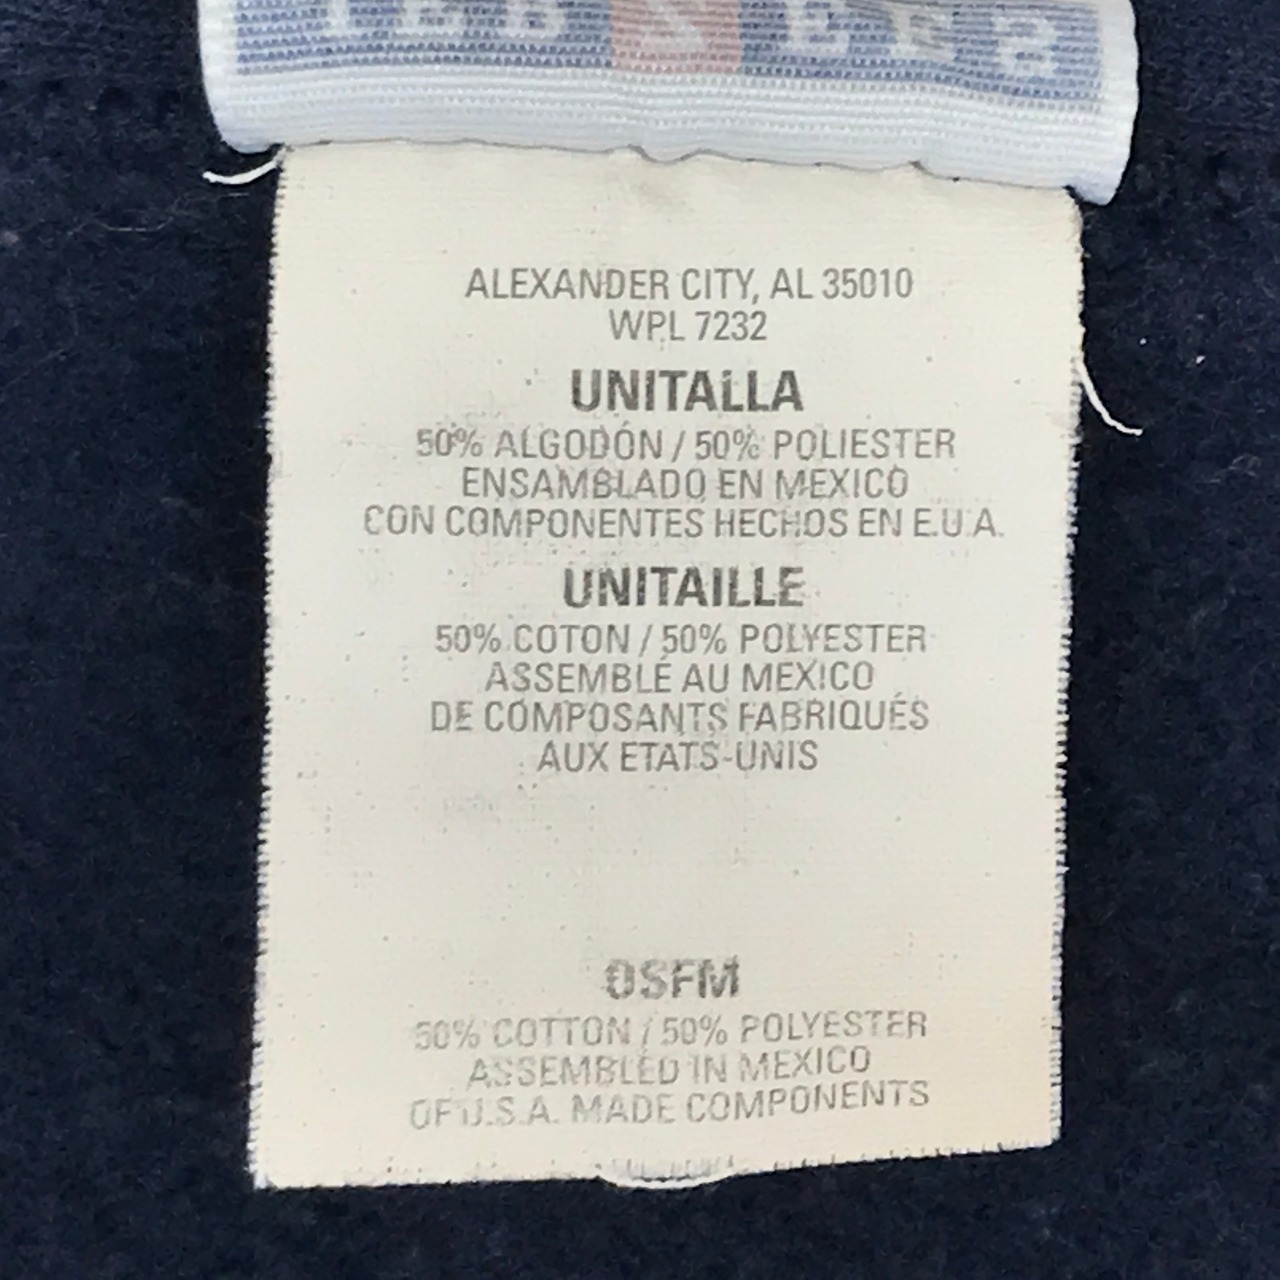 ALEXANDER CITY, AL 35010
WPL 7232
UNITALLA
50% ALGODÓN / 50% POLIESTER
ENSAMBLADO EN MEXICO
CON COMPONENTES HECHOS EN E.U.A.
UNITAILLE
50% COTON / 50% POLYESTER
ASSEMBLÉ AU MEXICO
DE COMPOSANTS FABRIQUÉS
AUX ETATS-UNIS
OSFM
50% COTTON / 50% POLYESTER
ASSEMBLED IN MEXICO
OF U.S.A. MADE COMPONENTS